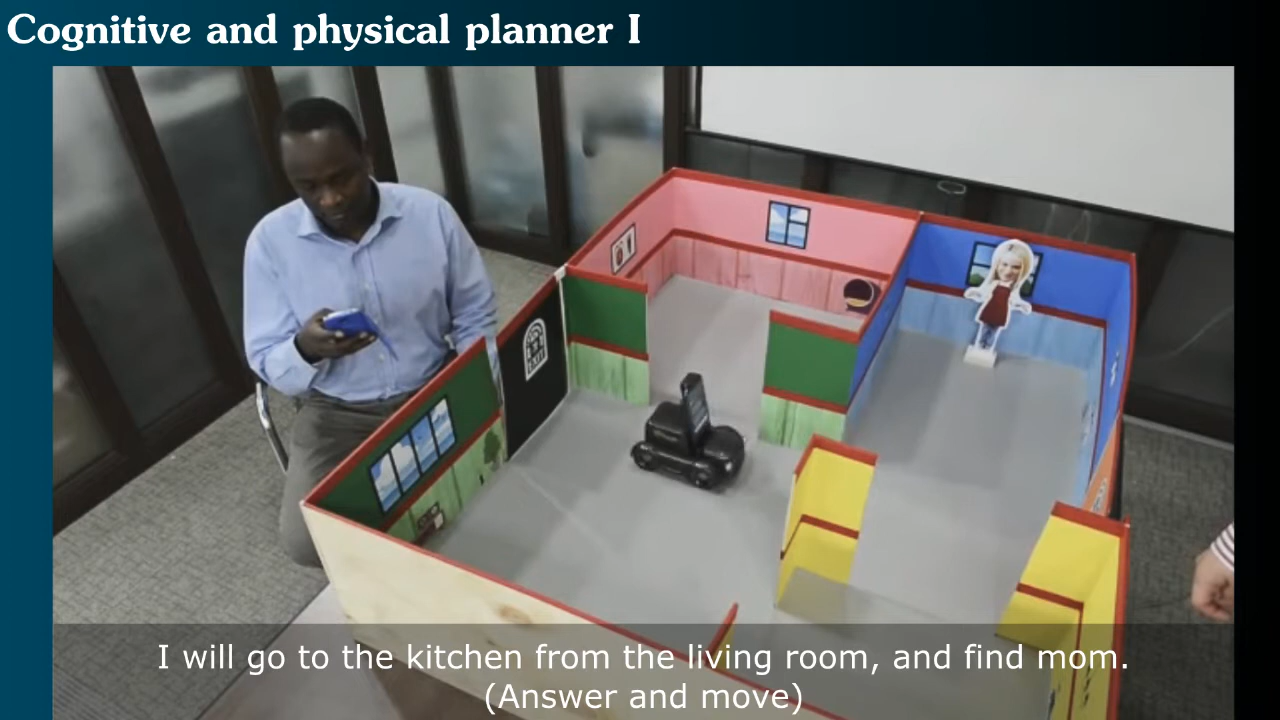 Cognitive and physical planner I
I will go to the kitchen from the living room, and find mom.
(Answer and move)